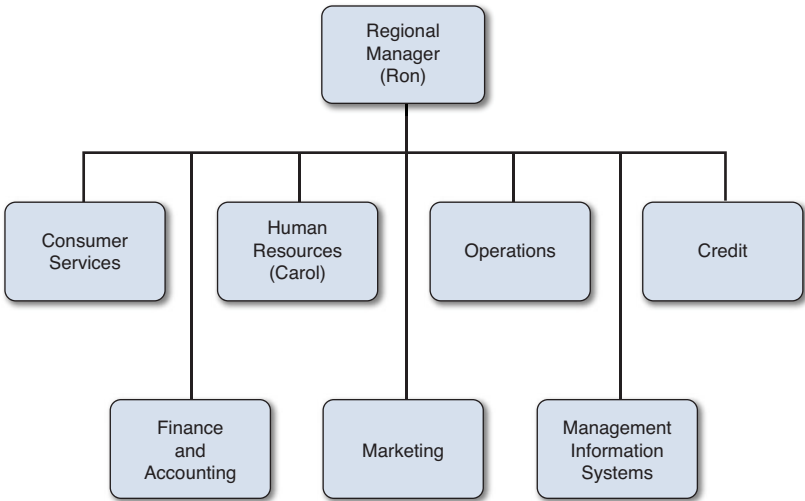 Regional
Manager
(Ron)
Consumer
Services
Human
Resources
(Carol)
Operations
Credit
Finance
and
Accounting
Marketing
Management
Information
Systems